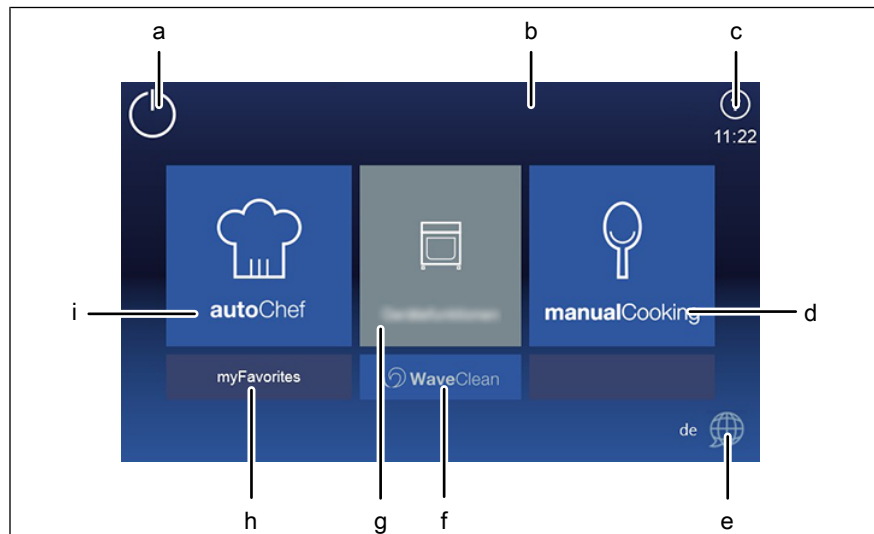 a
b
c
11:22
autoChef
manualCooking
i
d
myFavorites
WaveClean
de
h
g
f
e